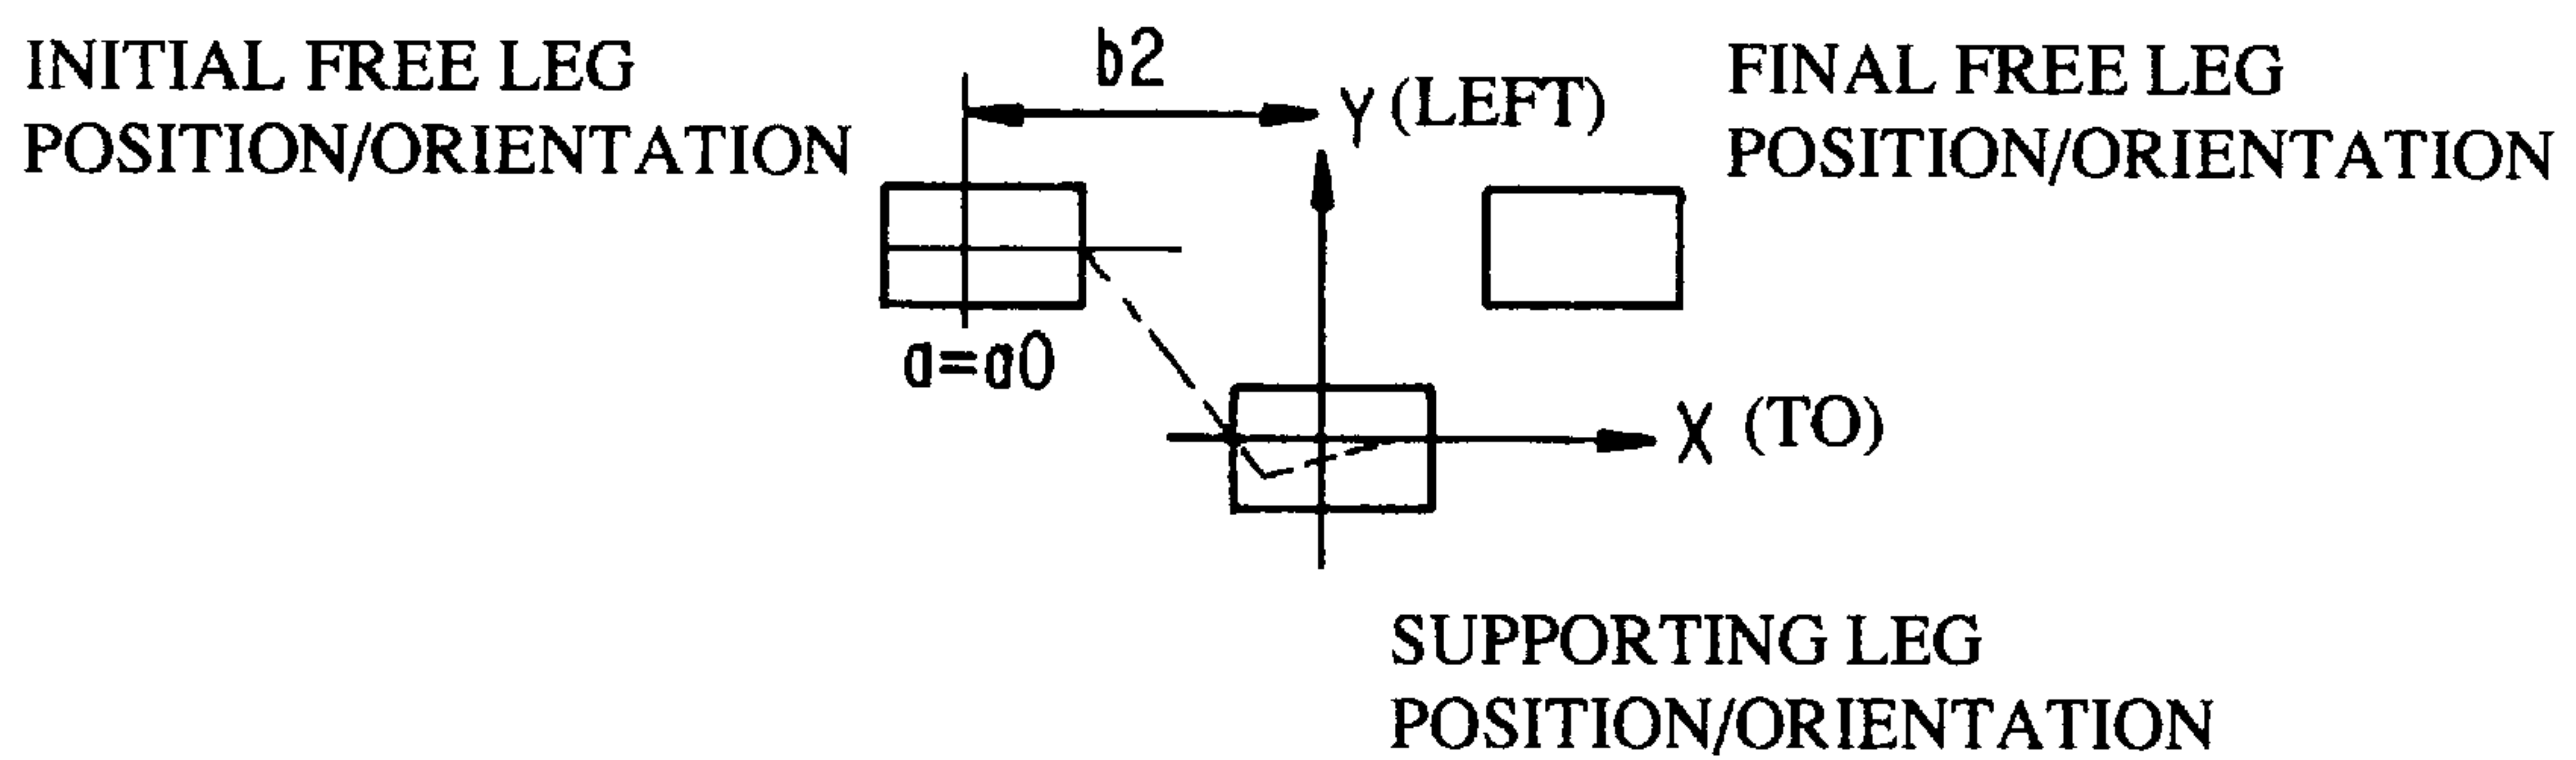 INITIAL FREE LEG
POSITION/ORIENTATION
b2
Y (LEFT)
FINAL FREE LEG
POSITION/ORIENTATION
a=a0
X (TO)
SUPPORTING LEG
POSITION/ORIENTATION